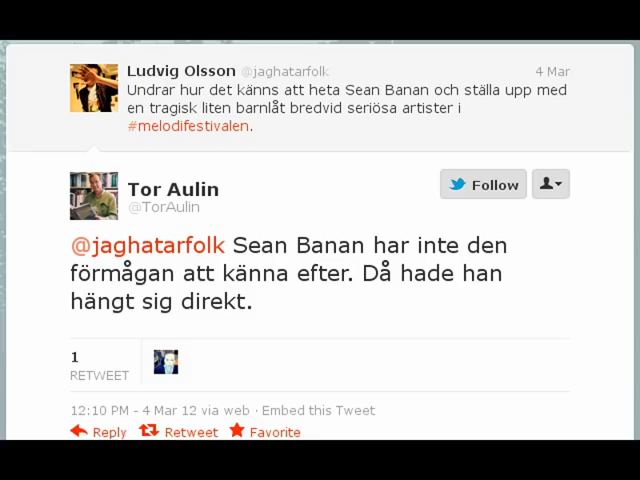 Ludvig Olsson @jaghatarfolk 4 Mar
Undrar hur det känns att heta Sean Banan och ställa upp med
en tragisk liten barnlåt bredvid seriösa artister i
#melodifestivalen.
Tor Aulin
@TorAulin
Follow
@jaghatarfolk Sean Banan har inte den
förmågan att känna efter. Då hade han
hängt sig direkt.
1
RETWEET
12:10 PM - 4 Mar 12 via web · Embed this Tweet
Reply Retweet Favorite